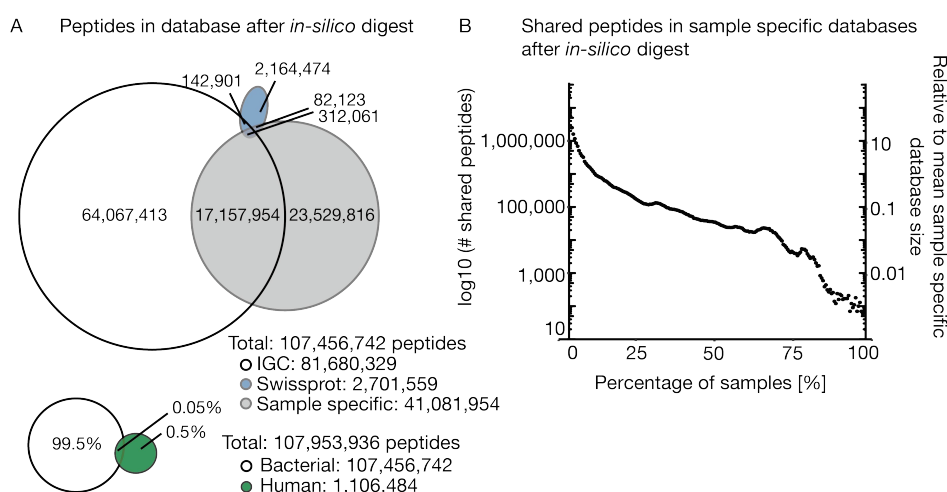 A
Peptides in database after in-silico digest
142,901
2,164,474
82,123
312,061
64,067,413
17,157,954
23,529,816
Total: 107,456,742 peptides
IGC: 81,680,329
Swissprot: 2,701,559
Sample specific: 41,081,954
99.5%
0.05%
0.5%
Total: 107,953,936 peptides
Bacterial: 107,456,742
Human: 1,106,484
B
Shared peptides in sample specific databases
after in-silico digest
log10 (# shared peptides)
1,000,000
100,000
1,000
10
0
25
50
75
100
Percentage of samples [%]
10
0.1
0.01
Relative to mean sample specific
database size